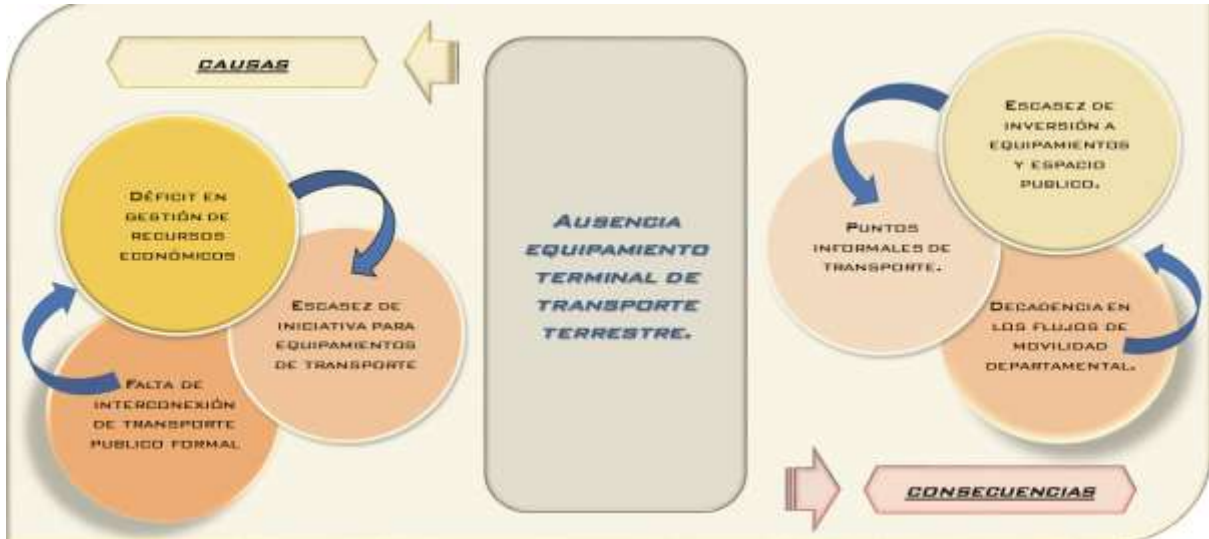 CAUSAS
DÉFICIT EN
GESTIÓN DE
RECURSOS
ECONÓMICOS
ESCASEZ DE
INICIATIVA PARA
EQUIPAMIENTOS
DE TRANSPORTE
FALTA DE
INTERCONEXIÓN
DE TRANSPORTE
PUBLICO FORMAL
AUSENCIA
EQUIPAMIENTO
TERMINAL DE
TRANSPORTE
TERRESTRE.
ESCASEZ DE
INVERSIÓN A
EQUIPAMIENTOS
Y ESPACIO
PUBLICO.
PUNTOS
INFORMALES DE
TRANSPORTE.
DECADENCIA EN
LOS FLUJOS DE
MOVILIDAD
DEPARTAMENTAL.
CONSECUENCIAS